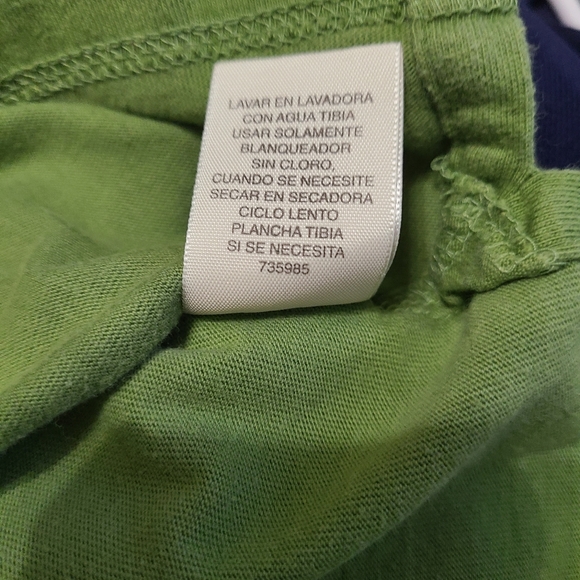 LAVAR EN LAVADORA
CON AGUA TIBIA
USAR SOLAMENTE
BLANQUEADOR
SIN CLORO,
CUANDO SE NECESITE
SECAR EN SECADORA
CICLO LENTO
PLANCHA TIBIA
SI SE NECESITA
735985